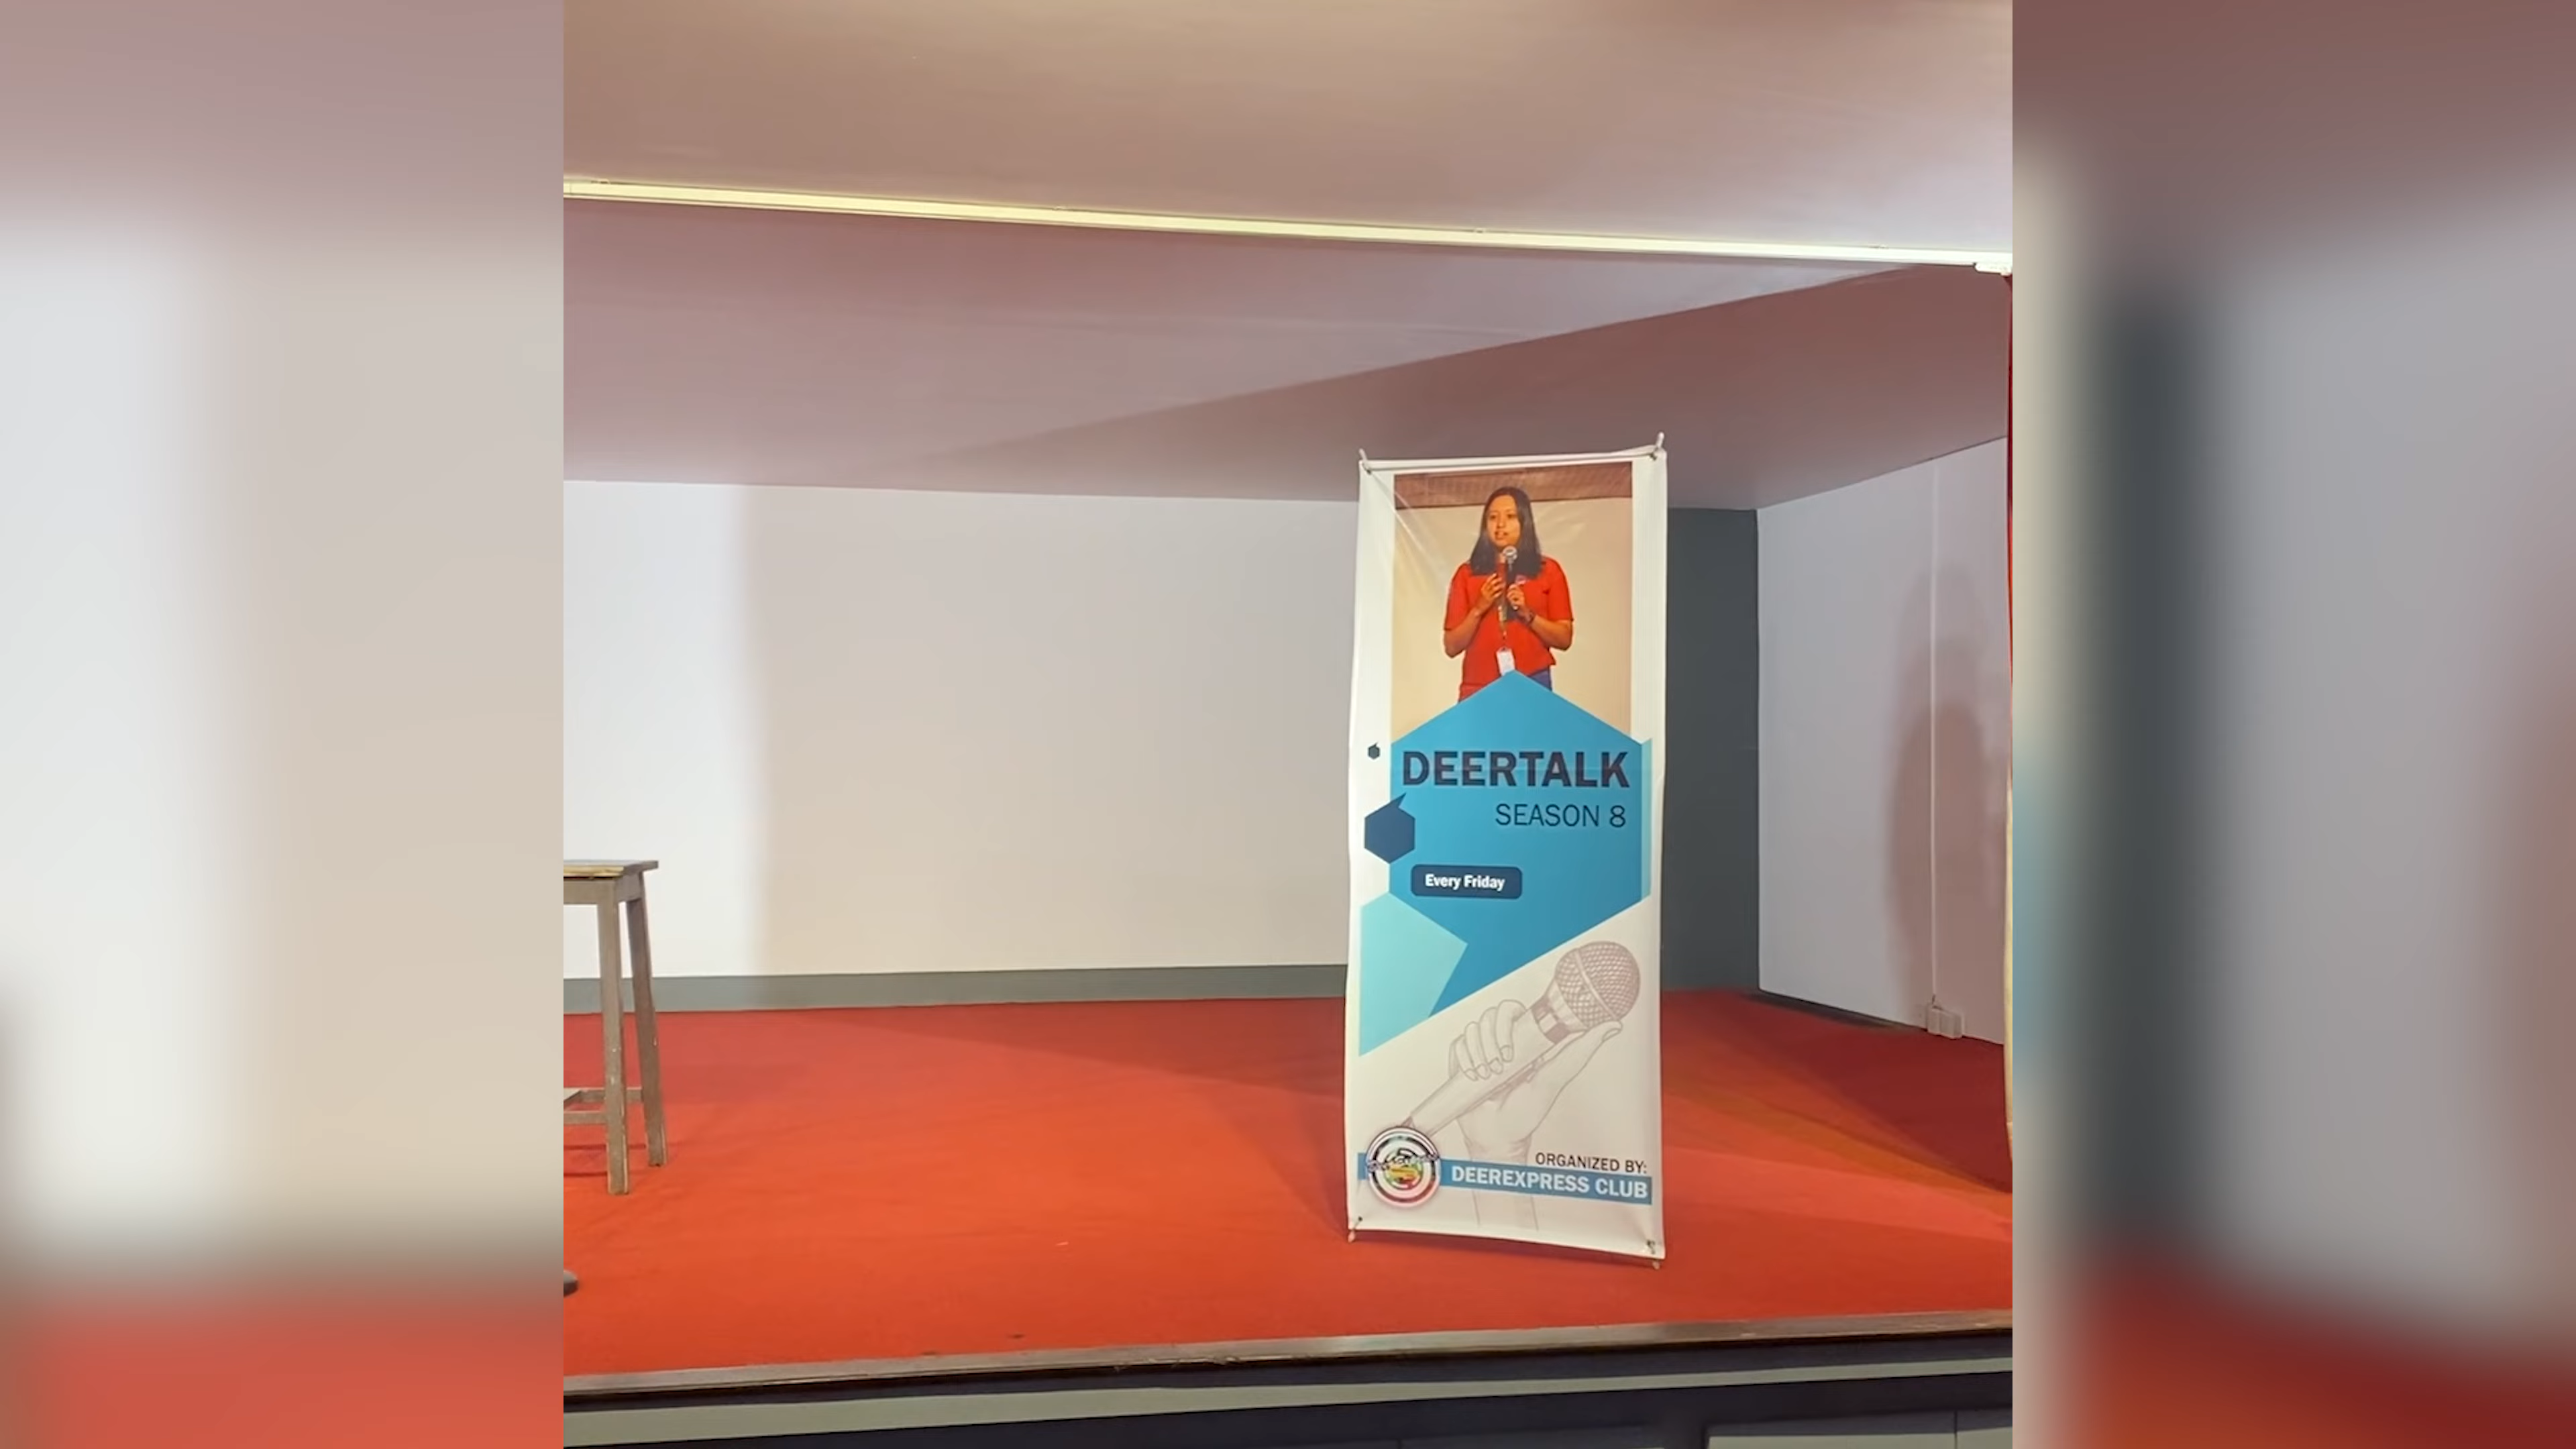 DEERTALK
SEASON 8
Every Friday
ORGANIZED BY:
DEEREXPRESS CLUB